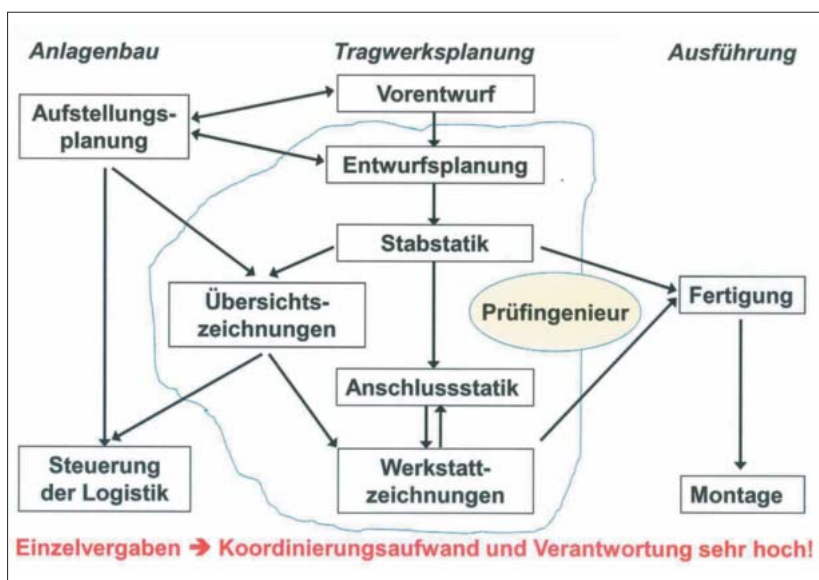 Anlagenbau
Tragwerksplanung
Ausführung
Aufstellungs-
planung
Vorentwurf
Entwurfsplanung
Stabstatik
Übersichts-
zeichnungen
Prüfingenieur
Fertigung
Anschlussstatik
Steuerung
der Logistik
Werkstatt-
zeichnungen
Montage
Einzelvergaben ➔ Koordinierungsaufwand und Verantwortung sehr hoch!